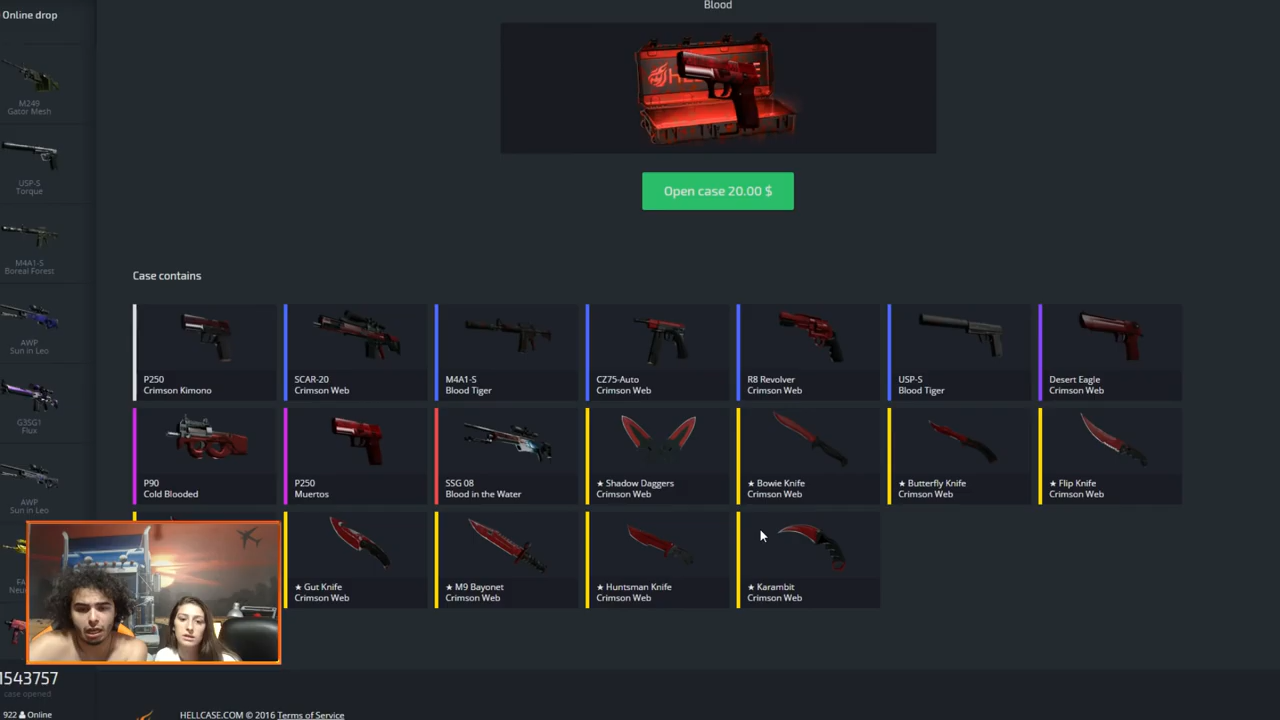 Online drop
Blood
M249
Gator Mesh
USP-S
Torque
M4A1-S
Boreal Forest
AWP
Sun in Leo
G3SG1
Flux
AWP
Sun in Leo
Open case 20.00 $
Case contains
P250
Crimson Kimono
SCAR-20
Crimson Web
M4A1-S
Blood Tiger
CZ75-Auto
Crimson Web
R8 Revolver
Crimson Web
USP-S
Blood Tiger
Desert Eagle
Crimson Web
P90
Cold Blooded
P250
Muertos
SSG 08
Blood in the Water
★ Shadow Daggers
Crimson Web
★ Bowie Knife
Crimson Web
★ Butterfly Knife
Crimson Web
★ Flip Knife
Crimson Web
★ Gut Knife
Crimson Web
★ M9 Bayonet
Crimson Web
★ Huntsman Knife
Crimson Web
★ Karambit
Crimson Web
1543757
case opened
922 Online
HELLCASE.COM © 2016 Terms of Service